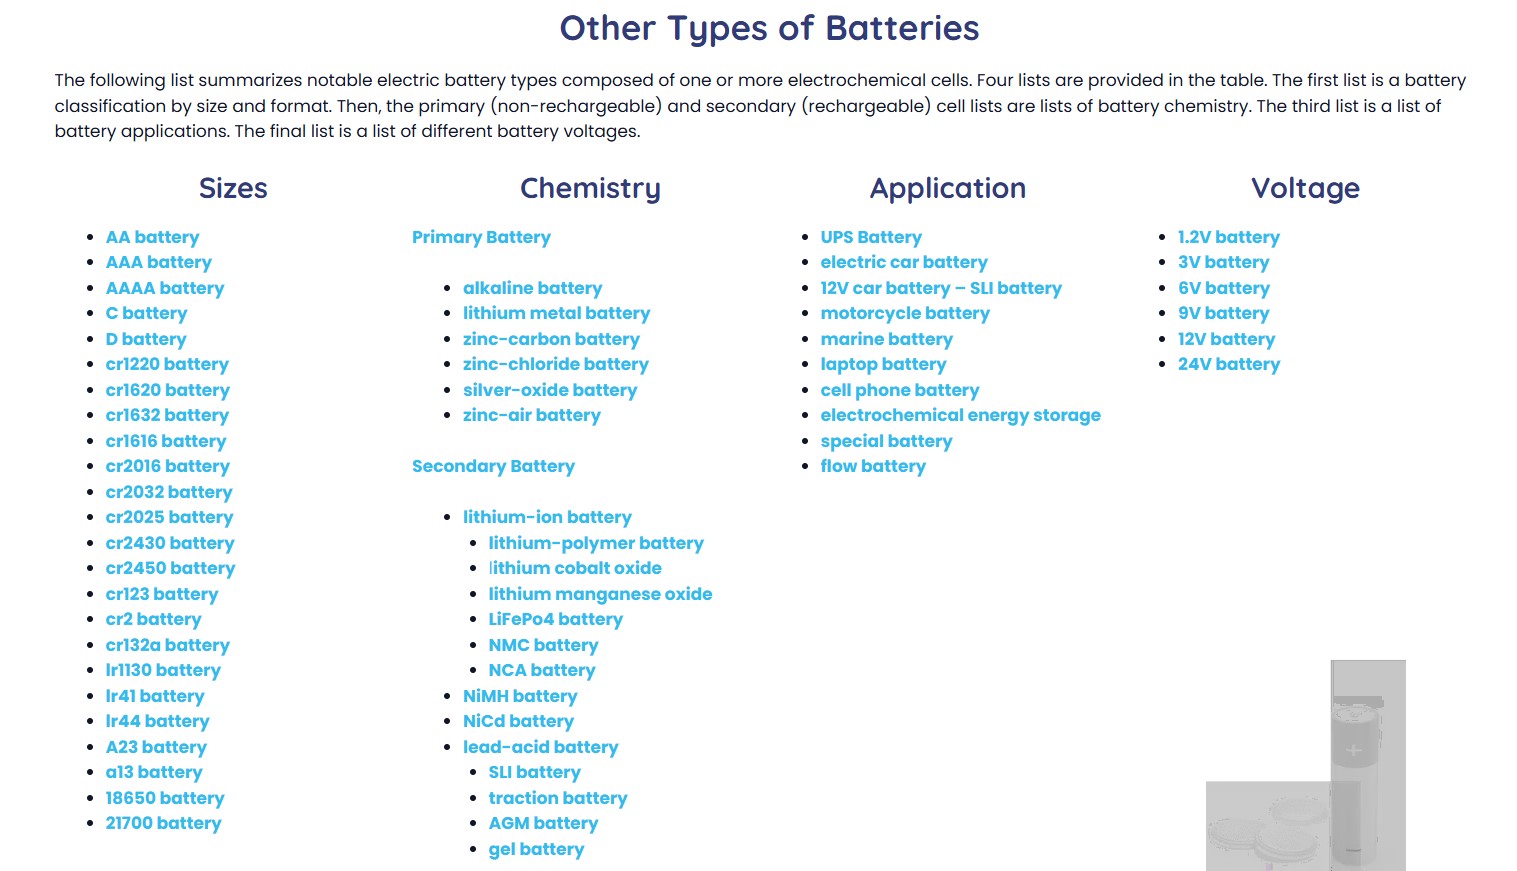 Other Types of Batteries
The following list summarizes notable electric battery types composed of one or more electrochemical cells. Four lists are provided in the table. The first list is a battery
classification by size and format. Then, the primary (non-rechargeable) and secondary (rechargeable) cell lists are lists of battery chemistry. The third list is a list of
battery applications. The final list is a list of different battery voltages.
Sizes
AA battery
AAA battery
AAAA battery
C battery
D battery
cr1220 battery
cr1620 battery
cr1632 battery
cr1616 battery
cr2016 battery
cr2032 battery
cr2025 battery
cr2430 battery
cr2450 battery
cr123 battery
cr2 battery
cr132a battery
lr1130 battery
lr41 battery
lr44 battery
A23 battery
a13 battery
18650 battery
21700 battery
Chemistry
Primary Battery
alkaline battery
lithium metal battery
zinc-carbon battery
zinc-chloride battery
silver-oxide battery
zinc-air battery
Secondary Battery
lithium-ion battery
lithium-polymer battery
lithium cobalt oxide
lithium manganese oxide
LiFePo4 battery
NMC battery
NCA battery
NiMH battery
NiCd battery
lead-acid battery
SLI battery
traction battery
AGM battery
gel battery
Application
UPS Battery
electric car battery
12V car battery – SLI battery
motorcycle battery
marine battery
laptop battery
cell phone battery
electrochemical energy storage
special battery
flow battery
Voltage
1.2V battery
3V battery
6V battery
9V battery
12V battery
24V battery